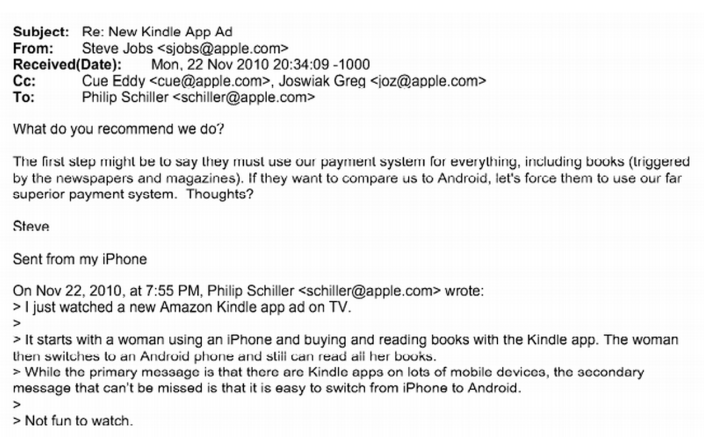 Subject: Re: New Kindle App Ad
From: Steve Jobs <sjobs@apple.com>
Received(Date): Mon, 22 Nov 2010 20:34:09 -1000
Cc: Cue Eddy <cue@apple.com>, Joswiak Greg <joz@apple.com>
To: Philip Schiller <schiller@apple.com>
What do you recommend we do?
The first step might be to say they must use our payment system for everything, including books (triggered
by the newspapers and magazines). If they want to compare us to Android, let's force them to use our far
superior payment system. Thoughts?
Steve
Sent from my iPhone
On Nov 22, 2010, at 7:55 PM, Philip Schiller <schiller@apple.com> wrote:
> I just watched a new Amazon Kindle app ad on TV.
>
> It starts with a woman using an iPhone and buying and reading books with the Kindle app. The woman
then switches to an Android phone and still can read all her books.
> While the primary message is that there are Kindle apps on lots of mobile devices, the secondary
message that can't be missed is that it is easy to switch from iPhone to Android.
>
> Not fun to watch.